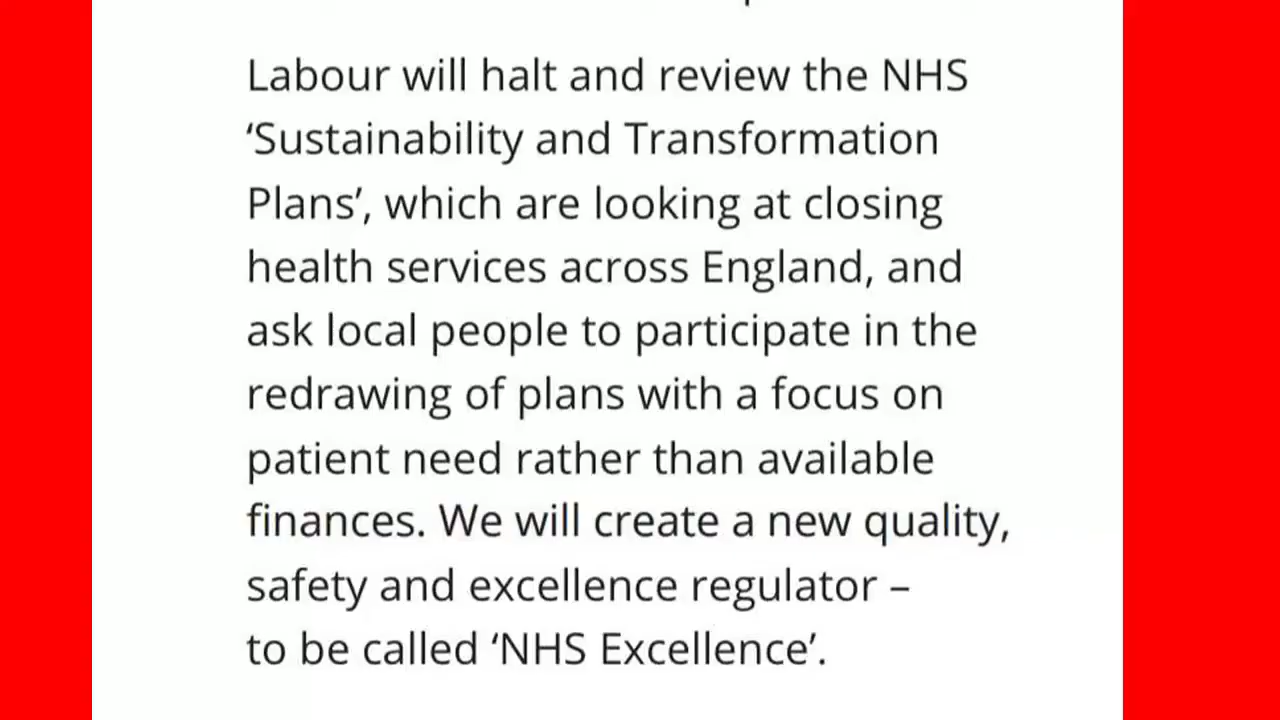 Labour will halt and review the NHS
‘Sustainability and Transformation
Plans’, which are looking at closing
health services across England, and
ask local people to participate in the
redrawing of plans with a focus on
patient need rather than available
finances. We will create a new quality,
safety and excellence regulator –
to be called ‘NHS Excellence’.